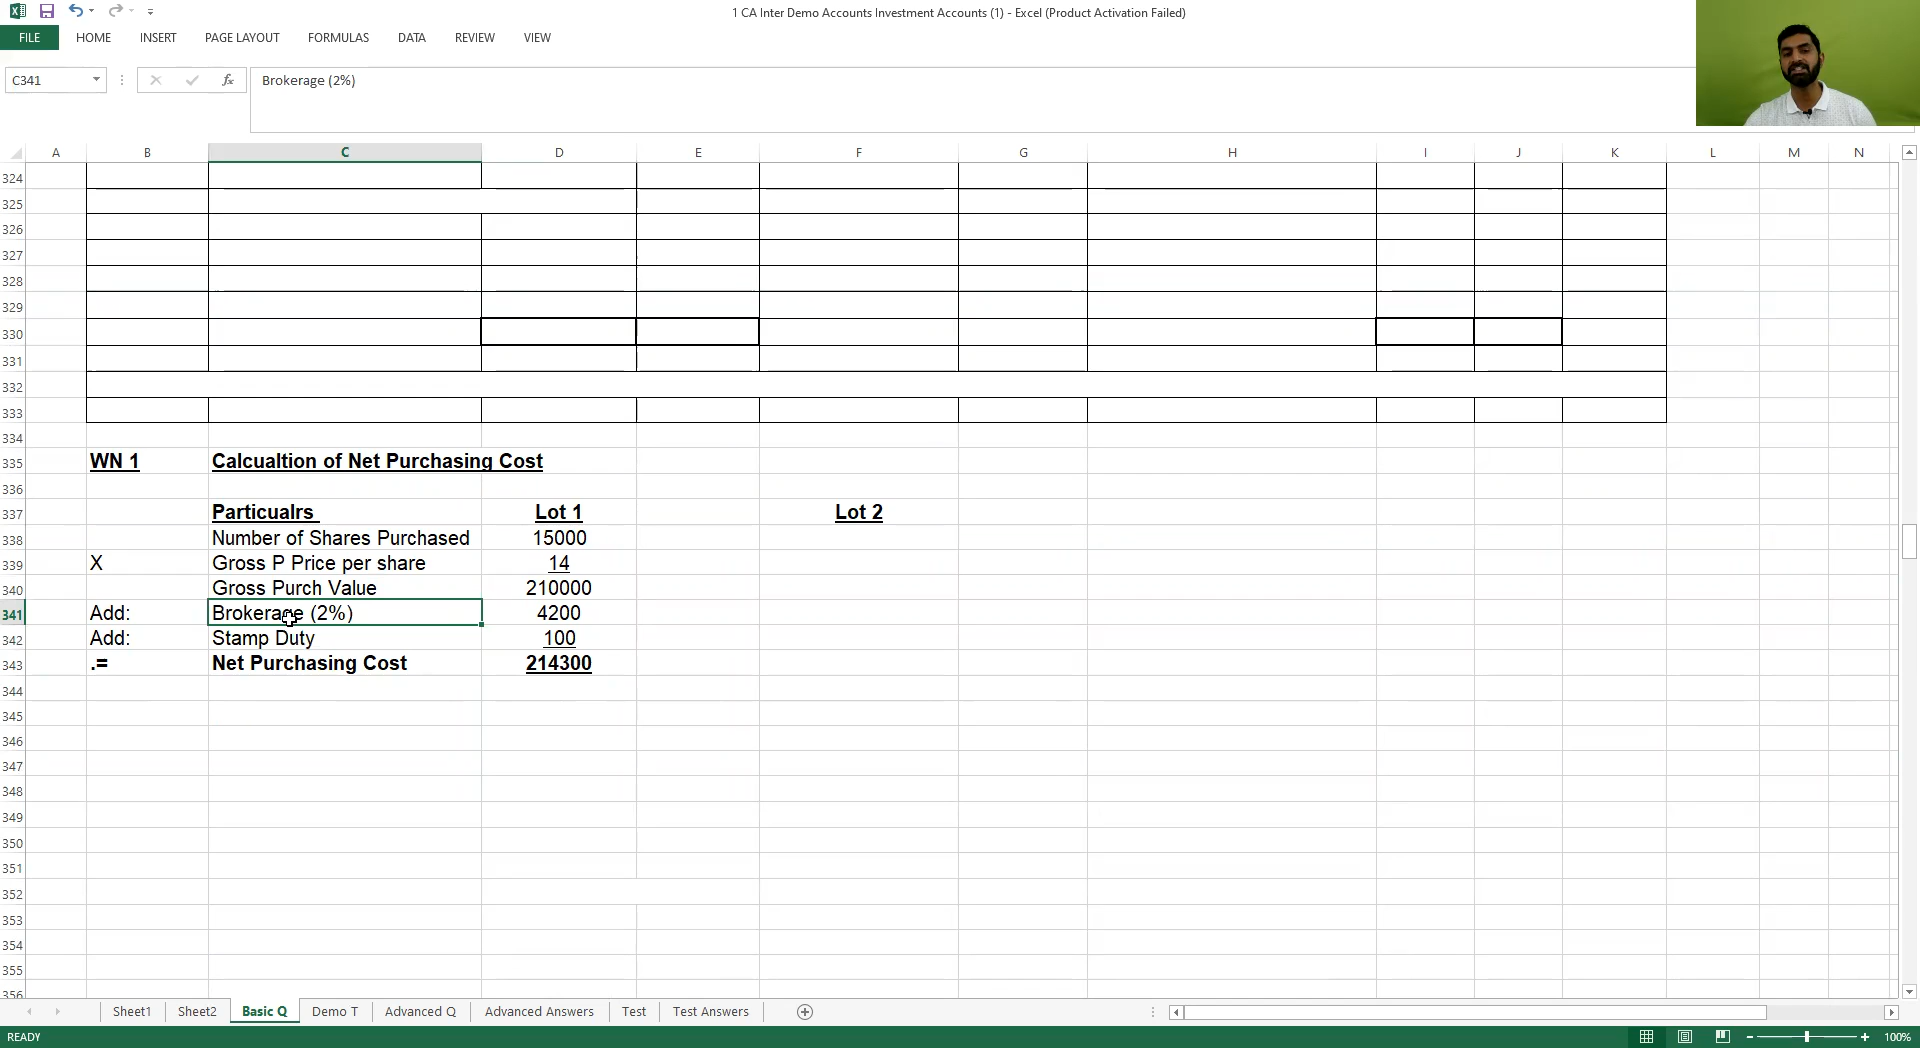 1 CA Inter Demo Accounts Investment Accounts (1) - Excel (Product Activation Failed)
FILE HOME INSERT PAGE LAYOUT FORMULAS DATA REVIEW VIEW
C341 fx Brokerage (2%)
A B C D E F G H I J K L M N
324
325
326
327
328
329
330
331
332
333
334
335 WN 1 Calcualtion of Net Purchasing Cost
336
337 Particualrs Lot 1 Lot 2
338 Number of Shares Purchased 15000
339 X Gross P Price per share 14
340 Gross Purch Value 210000
341 Add: Brokerage (2%) 4200
342 Add: Stamp Duty 100
343 .= Net Purchasing Cost 214300
344
345
346
347
348
349
350
351
352
353
354
355
356
Sheet1 Sheet2 Basic Q Demo T Advanced Q Advanced Answers Test Test Answers
READY 100%